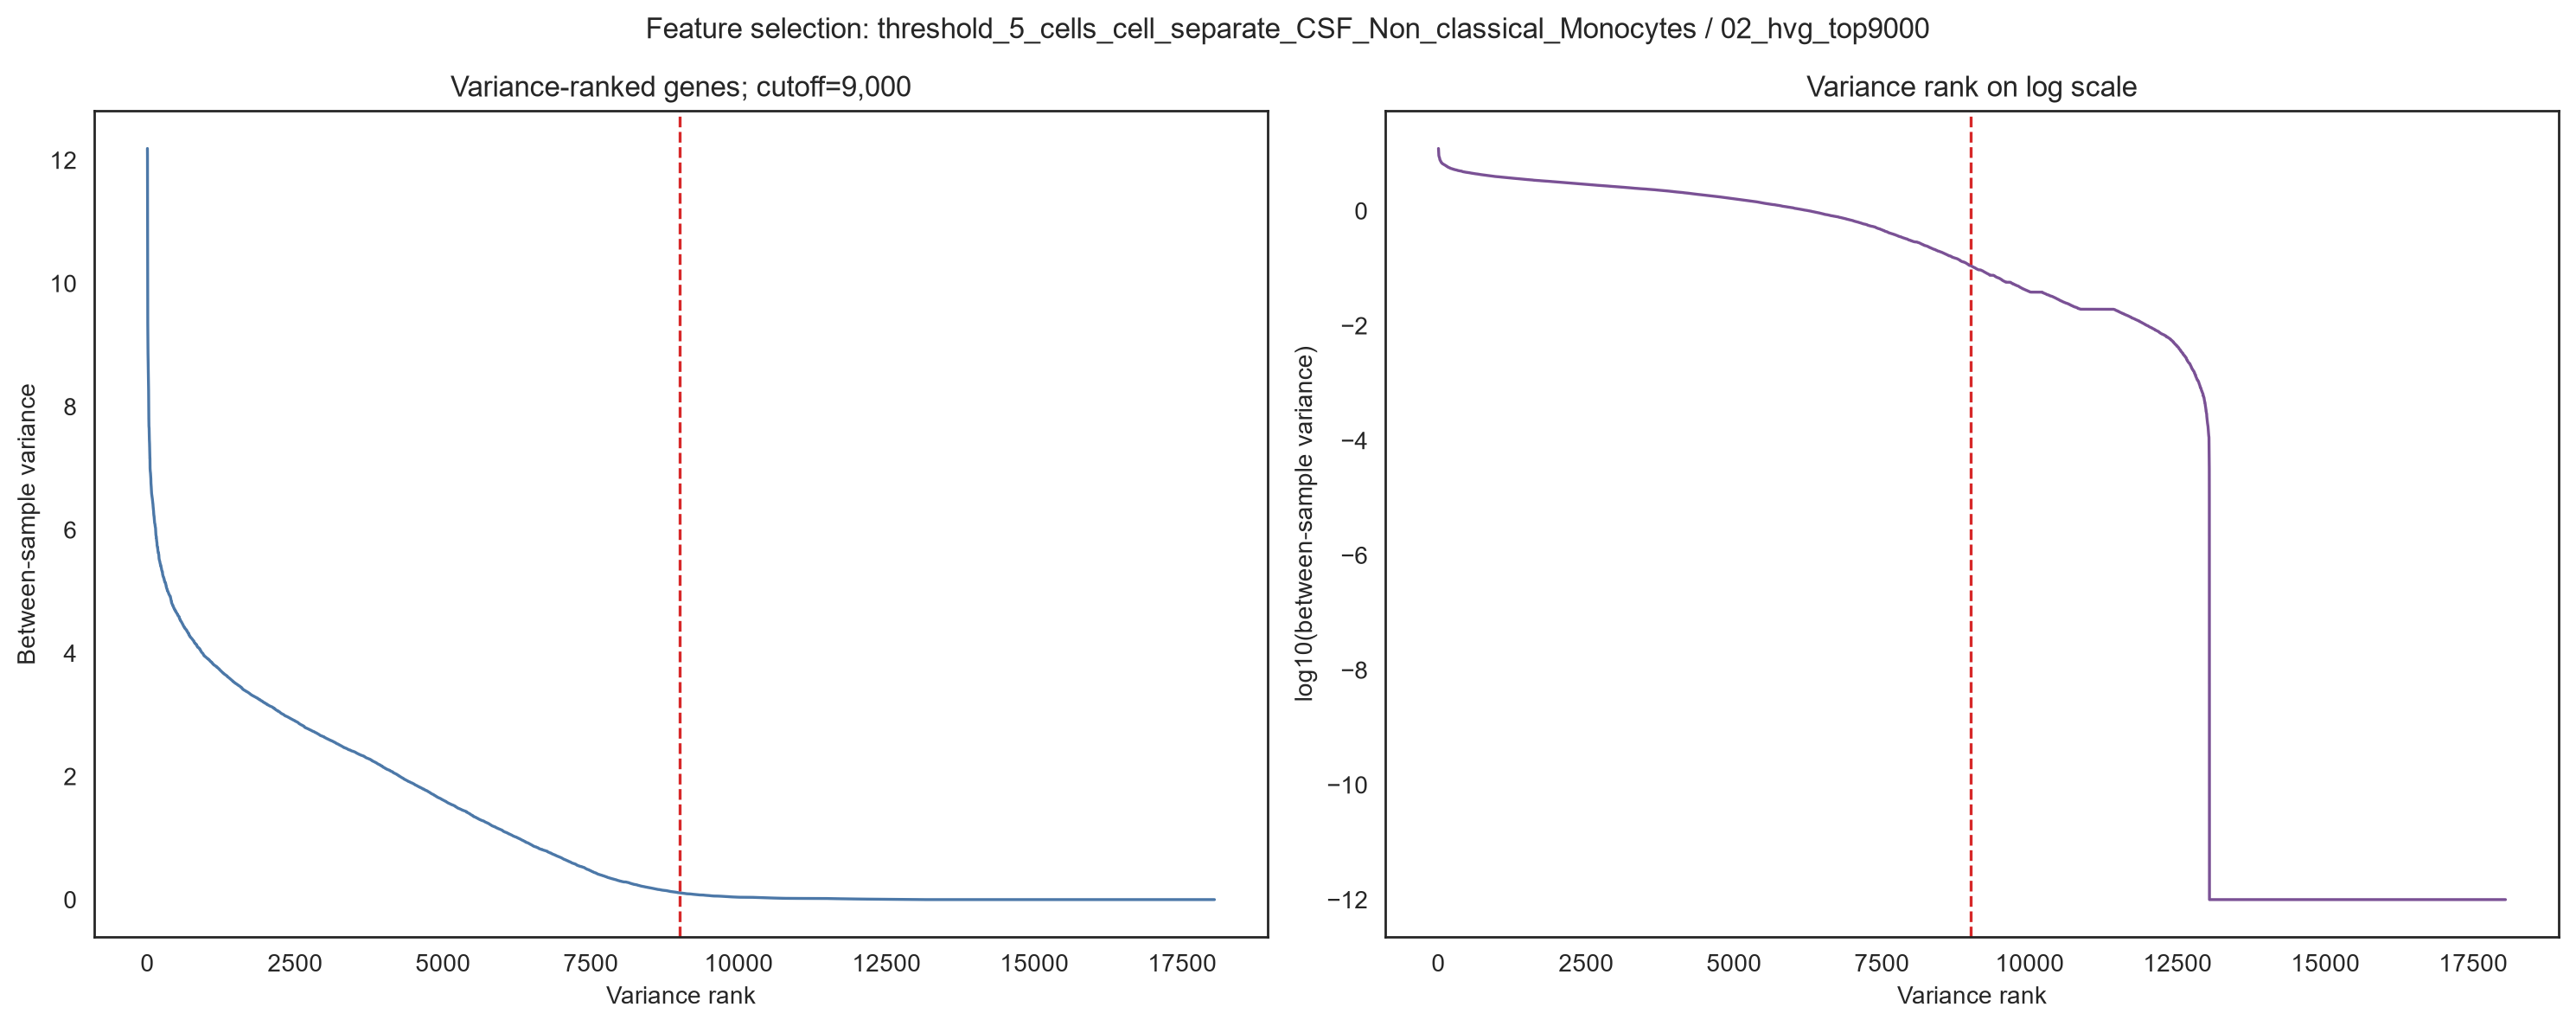 Feature selection: threshold_5_cells_cell_separate_CSF_Non_classical_Monocytes / 02_hvg_top9000
Variance-ranked genes; cutoff=9,000
Between-sample variance
12
10
8
6
4
2
0
0 2500 5000 7500 10000 12500 15000 17500
Variance rank
Variance rank on log scale
log10(between-sample variance)
0
−2
−4
−6
−8
−10
−12
0 2500 5000 7500 10000 12500 15000 17500
Variance rank